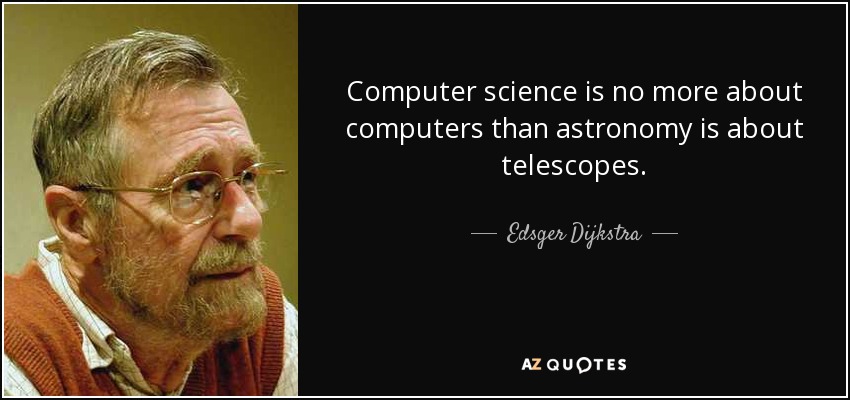 Computer science is no more about
computers than astronomy is about
telescopes.
Edsger Dijkstra
AZ QUOTES